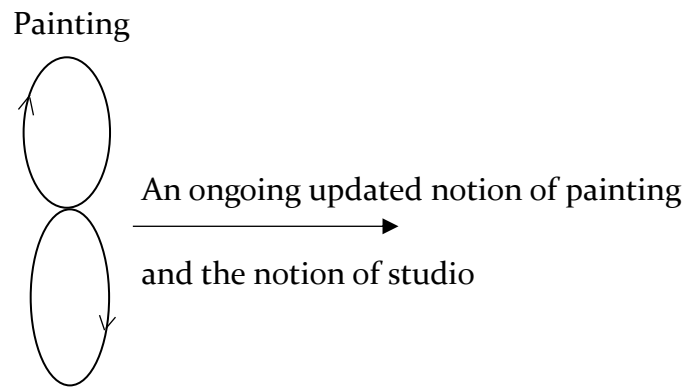 Painting
An ongoing updated notion of painting
and the notion of studio